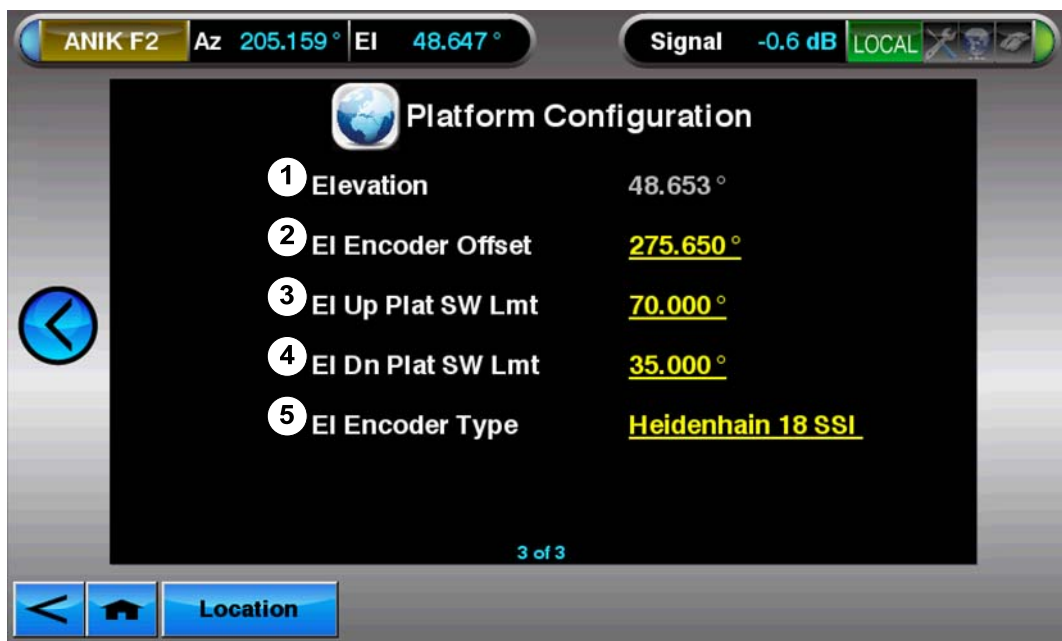 ANIK F2 Az 205.159° El 48.647° Signal -0.6 dB LOCAL
Platform Configuration
1 Elevation 48.653°
2 El Encoder Offset 275.650°
3 El Up Plat SW Lmt 70.000°
4 El Dn Plat SW Lmt 35.000°
5 El Encoder Type Heidenhain 18 SSI
3 of 3
Location